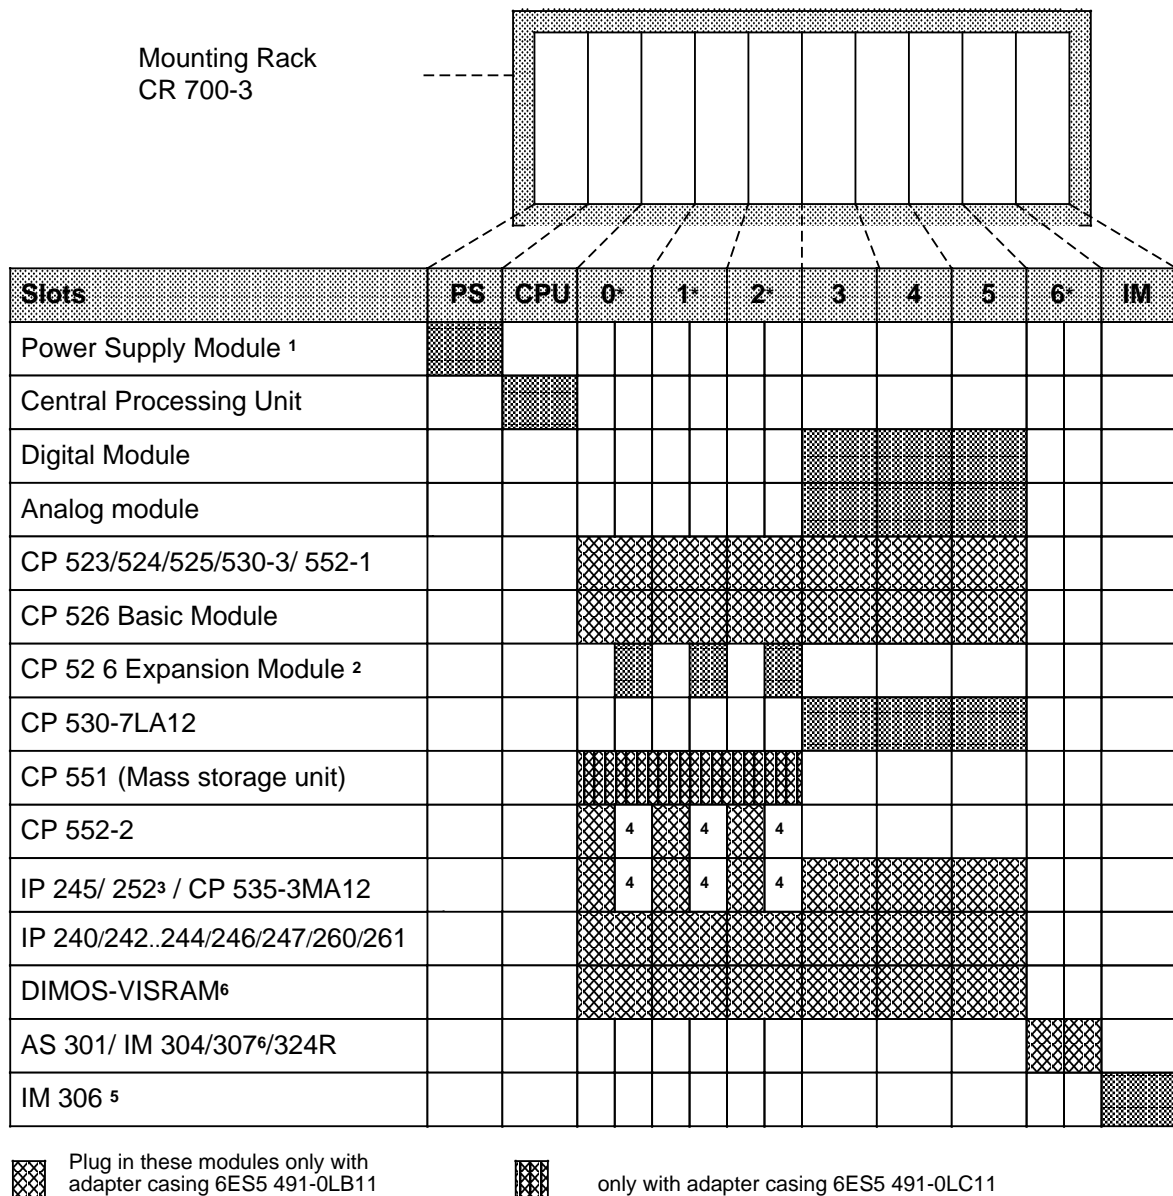 Mounting Rack
CR 700-3
Slots PS CPU 0* 1* 2* 3 4 5 6* IM
Power Supply Module 1
Central Processing Unit
Digital Module
Analog module
CP 523/524/525/530-3/ 552-1
CP 526 Basic Module
CP 52 6 Expansion Module 2
CP 530-7LA12
CP 551 (Mass storage unit)
CP 552-2 4 4 4
IP 245/ 2523 / CP 535-3MA12 4 4 4
IP 240/242..244/246/247/260/261
DIMOS-VISRAM6
AS 301/ IM 304/3076/324R
IM 306 5
Plug in these modules only with
adapter casing 6ES5 491-0LB11
only with adapter casing 6ES5 491-0LC11